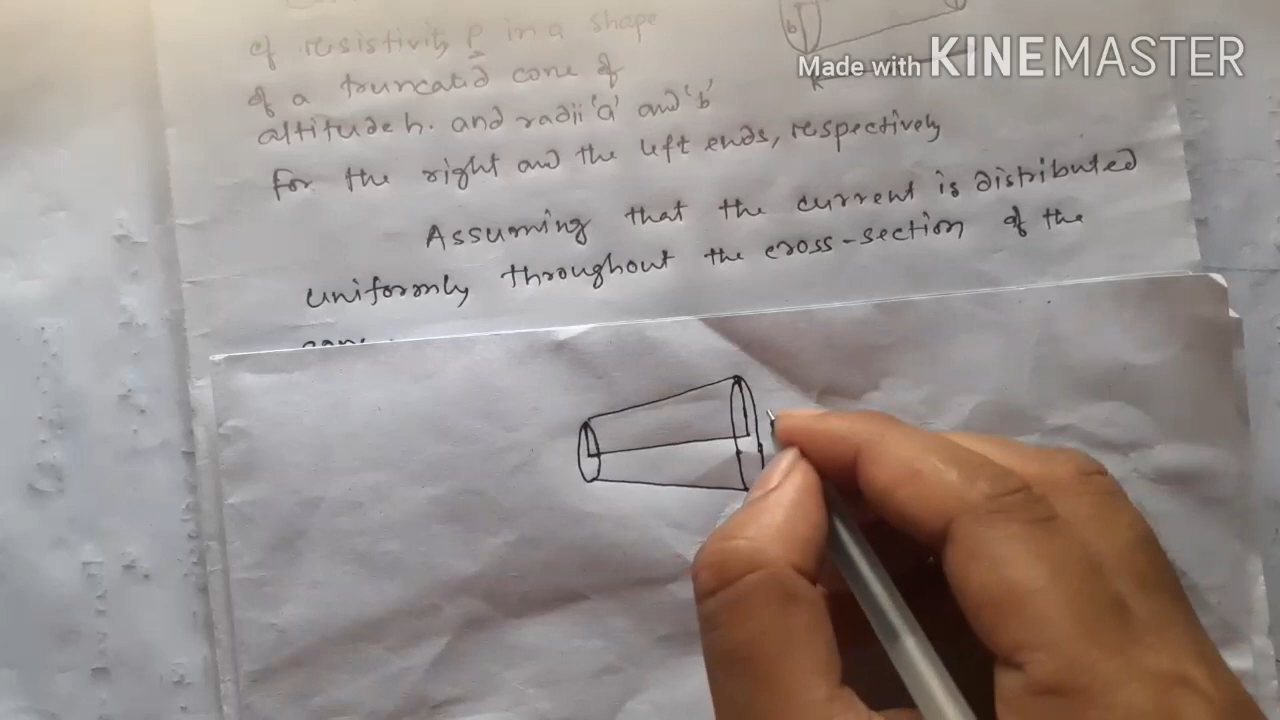 of resistivity ρ in a shape
of a truncated cone of
altitude h. and radii 'a' and 'b'
for the right and the left ends, respectively
Assuming that the current is distributed
uniformly throughout the cross-section of the
b
Made with KINEMASTER